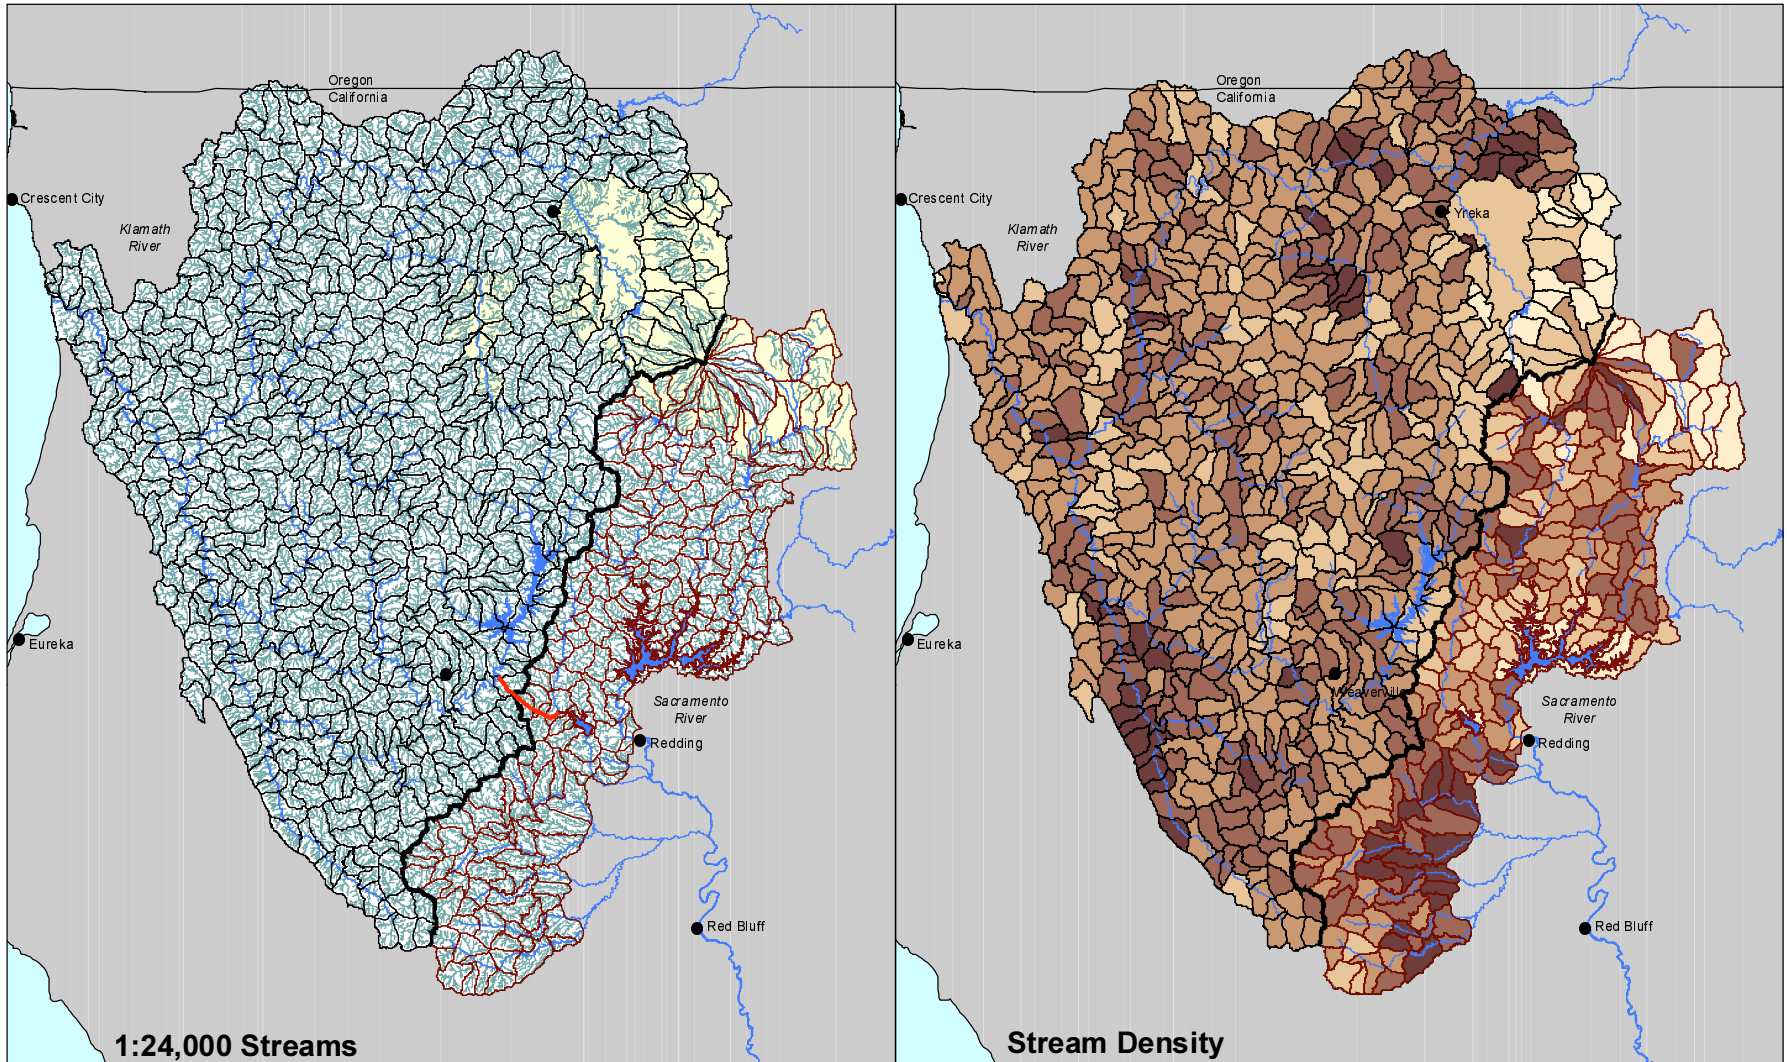 Oregon
California
Crescent City
Klamath
River
Eureka
Sacramento
River
Redding
Red Bluff
1:24,000 Streams
Oregon
California
Crescent City
Yreka
Klamath
River
Eureka
Weaverville
Sacramento
River
Redding
Red Bluff
Stream Density